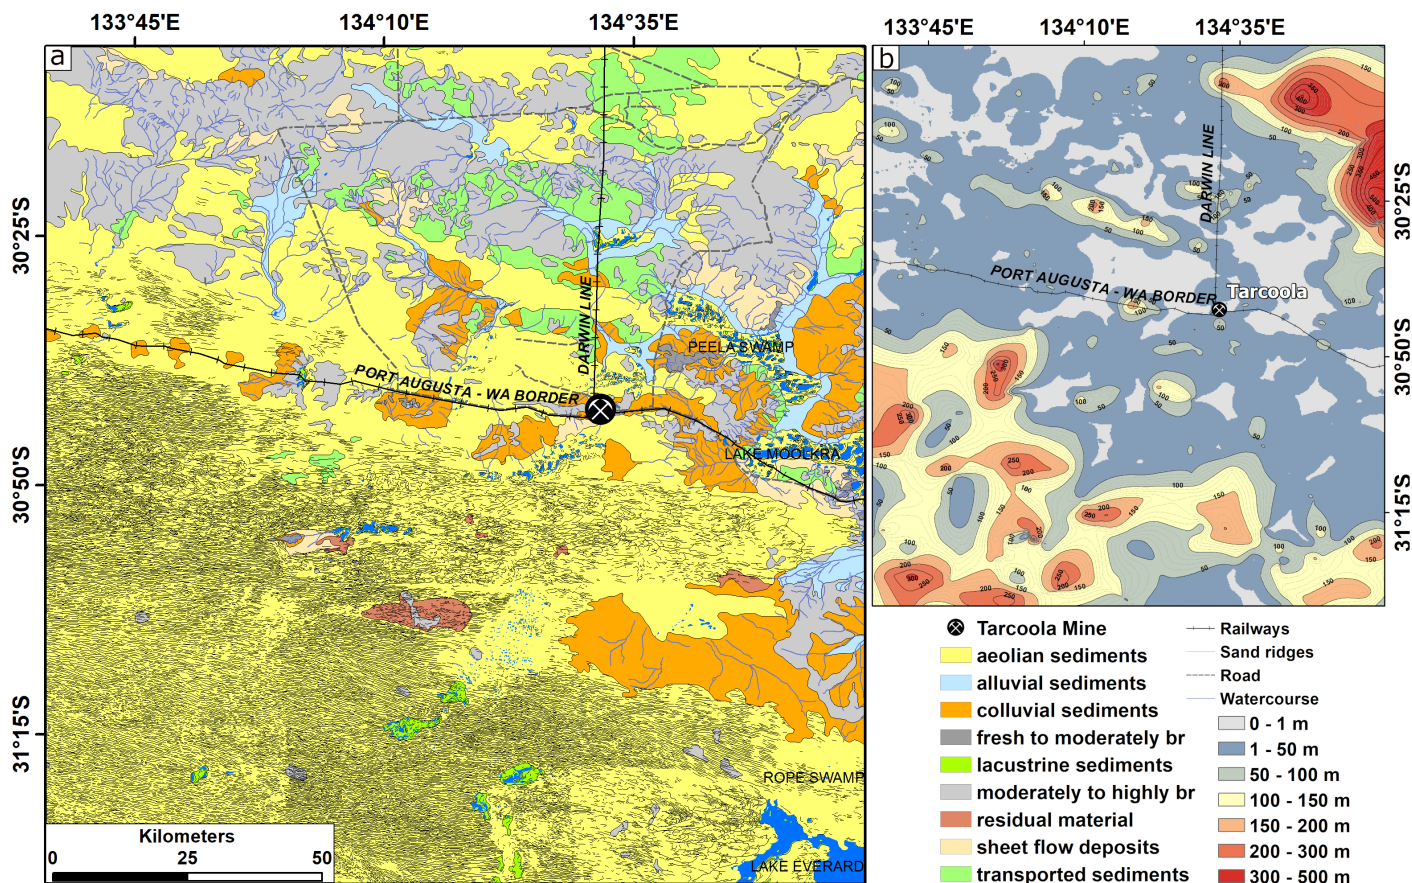 133°45'E 134°10'E 134°35'E
a
30°25'S
30°50'S
31°15'S
DARWIN LINE
PORT AUGUSTA - WA BORDER
PEELA SWAMP
LAKE MOOLKRA
ROPE SWAMP
LAKE EVERARD
Kilometers
0 25 50
133°45'E 134°10'E 134°35'E
b
30°25'S
30°50'S
31°15'S
DARWIN LINE
PORT AUGUSTA - WA BORDER
Tarcoola
Tarcoola Mine
aeolian sediments
alluvial sediments
colluvial sediments
fresh to moderately br
lacustrine sediments
moderately to highly br
residual material
sheet flow deposits
transported sediments
Railways
Sand ridges
Road
Watercourse
0 - 1 m
1 - 50 m
50 - 100 m
100 - 150 m
150 - 200 m
200 - 300 m
300 - 500 m